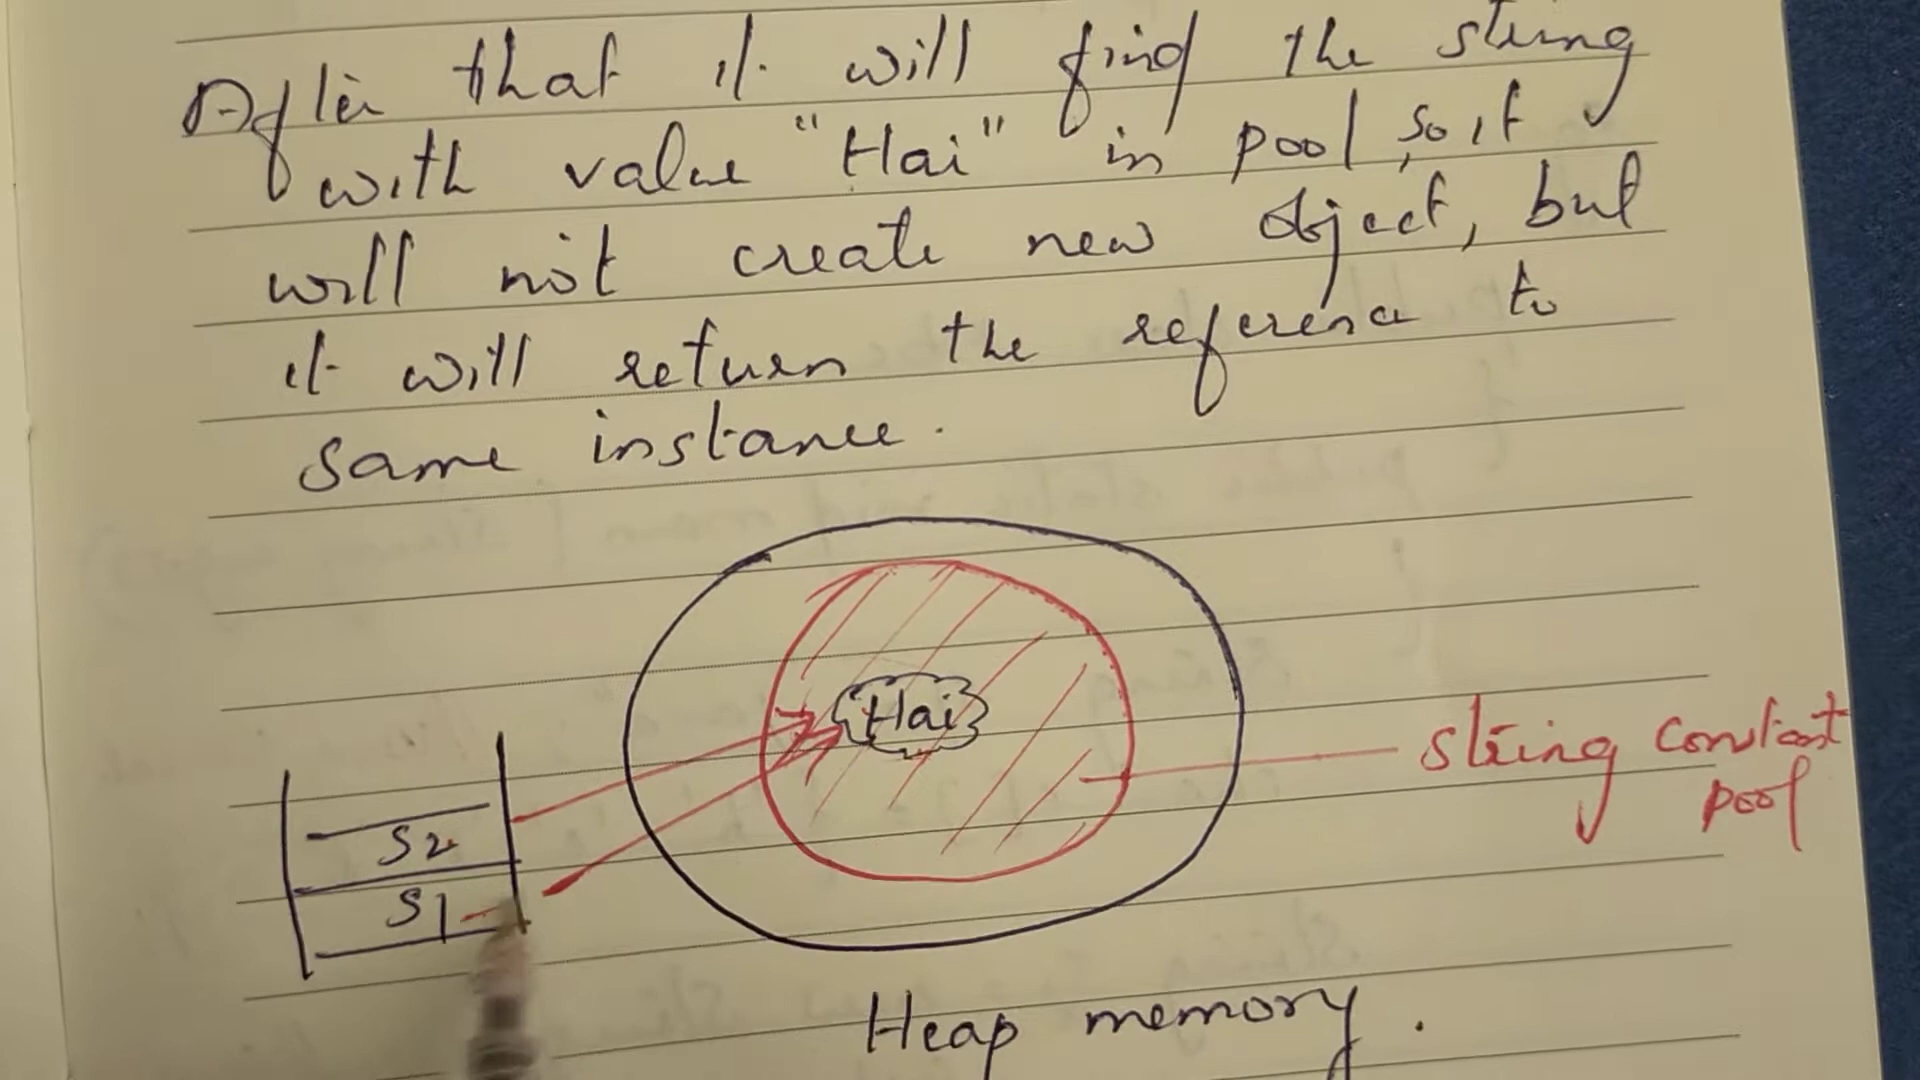 After that it will find the string
with value "Hai" in pool, so it
will not create new object, but
it will return the reference to
same instance.
Hai
string constant
pool
S2
S1
Heap memory.